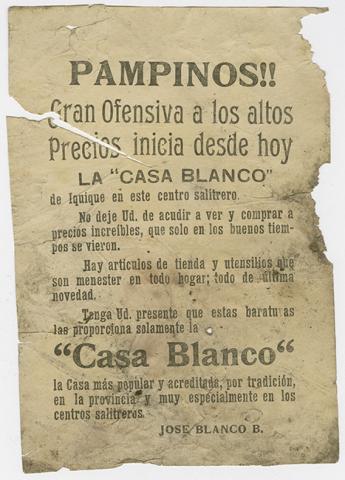 PAMPINOS!!
Gran Ofensiva a los altos
Precios inicia desde hoy
LA "CASA BLANCO"
de Iquique en este centro salitrero.
No deje Ud. de acudir a ver y comprar a
precios increíbles, que solo en los buenos tiem-
pos se vieron.
Hay articulos de tienda y utensilios que
son menester en todo hogar; todo de última
novedad.
Tenga Ud. presente que estas baratu as
las proporciona solamente la
"Casa Blanco"
la Casa más popular y acreditada, por tradición,
en la provincia y muy especialmente en los
centros salitreros.
JOSE BLANCO B.